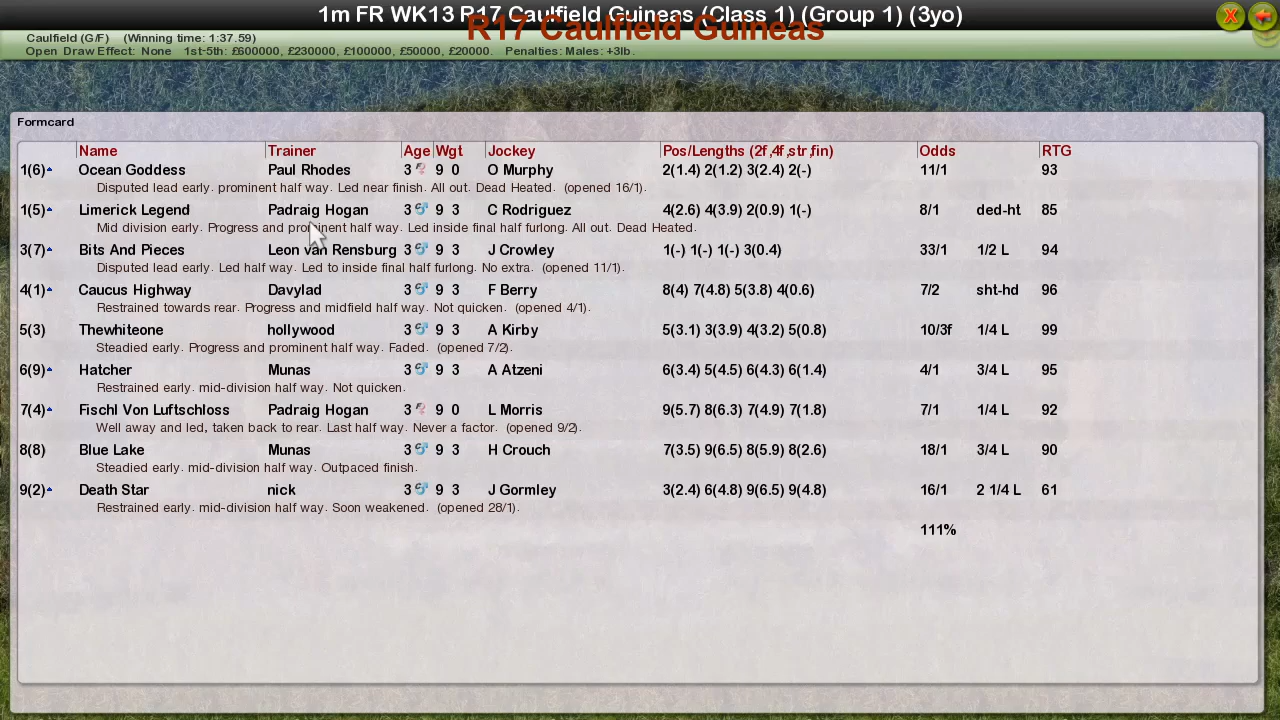 1m FR WK13 R17 Caulfield Guineas (Class 1) (Group 1) (3yo)
R17 Caulfield Guineas
Caulfield (G/F) (Winning time: 1:37.59)
Open Draw Effect: None 1st-5th: £600000, £230000, £100000, £50000, £20000. Penalties: Males: +3lb.
Formcard
Name Trainer Age Wgt Jockey Pos/Lengths (2f,4f,str,fin) Odds RTG
1(6) Ocean Goddess Paul Rhodes 3 9 0 O Murphy 2(1.4) 2(1.2) 3(2.4) 2(-) 11/1 93
Disputed lead early. prominent half way. Led near finish. All out. Dead Heated. (opened 16/1).
1(5) Limerick Legend Padraig Hogan 3 9 3 C Rodriguez 4(2.6) 4(3.9) 2(0.9) 1(-) 8/1 ded-ht 85
Mid division early. Progress and prominent half way. Led inside final half furlong. All out. Dead Heated.
3(7) Bits And Pieces Leon van Rensburg 3 9 3 J Crowley 1(-) 1(-) 1(-) 3(0.4) 33/1 1/2 L 94
Disputed lead early. Led half way. Led to inside final half furlong. No extra. (opened 11/1).
4(1) Caucus Highway Davylad 3 9 3 F Berry 8(4) 7(4.8) 5(3.8) 4(0.6) 7/2 sht-hd 96
Restrained towards rear. Progress and midfield half way. Not quicken. (opened 4/1).
5(3) Thewhiteone hollywood 3 9 3 A Kirby 5(3.1) 3(3.9) 4(3.2) 5(0.8) 10/3f 1/4 L 99
Steadied early. Progress and prominent half way. Faded. (opened 7/2).
6(9) Hatcher Munas 3 9 3 A Atzeni 6(3.4) 5(4.5) 6(4.3) 6(1.4) 4/1 3/4 L 95
Restrained early. mid-division half way. Not quicken.
7(4) Fischl Von Luftschloss Padraig Hogan 3 9 0 L Morris 9(5.7) 8(6.3) 7(4.9) 7(1.8) 7/1 1/4 L 92
Well away and led, taken back to rear. Last half way. Never a factor. (opened 9/2).
8(8) Blue Lake Munas 3 9 3 H Crouch 7(3.5) 9(6.5) 8(5.9) 8(2.6) 18/1 3/4 L 90
Steadied early. mid-division half way. Outpaced finish.
9(2) Death Star nick 3 9 3 J Gormley 3(2.4) 6(4.8) 9(6.5) 9(4.8) 16/1 2 1/4 L 61
Restrained early. mid-division half way. Soon weakened. (opened 28/1).
111%